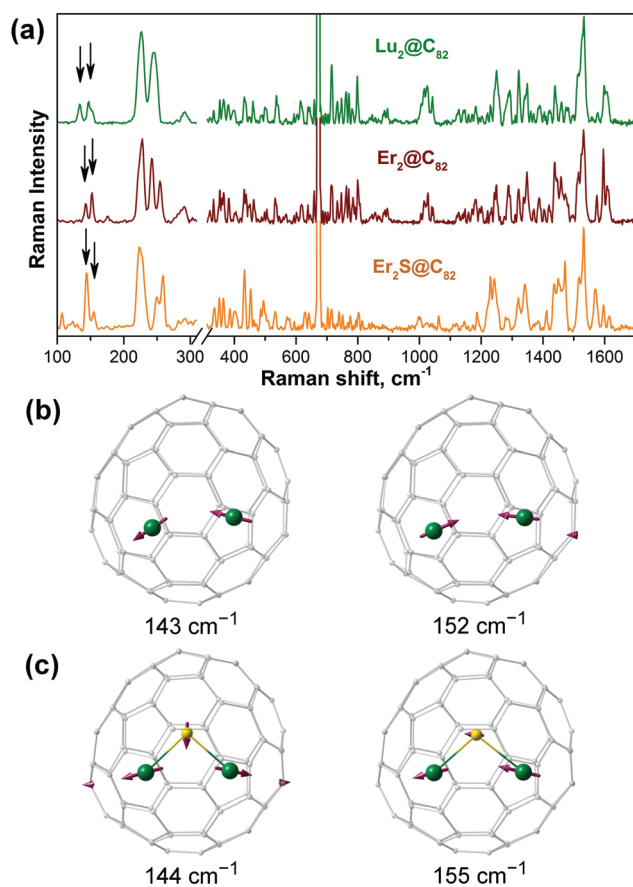 (a)
Raman Intensity
Lu₂@C₈₂
Er₂@C₈₂
Er₂S@C₈₂
100 200 300 400 600 800 1000 1200 1400 1600
Raman shift, cm⁻¹
(b)
143 cm⁻¹ 152 cm⁻¹
(c)
144 cm⁻¹ 155 cm⁻¹